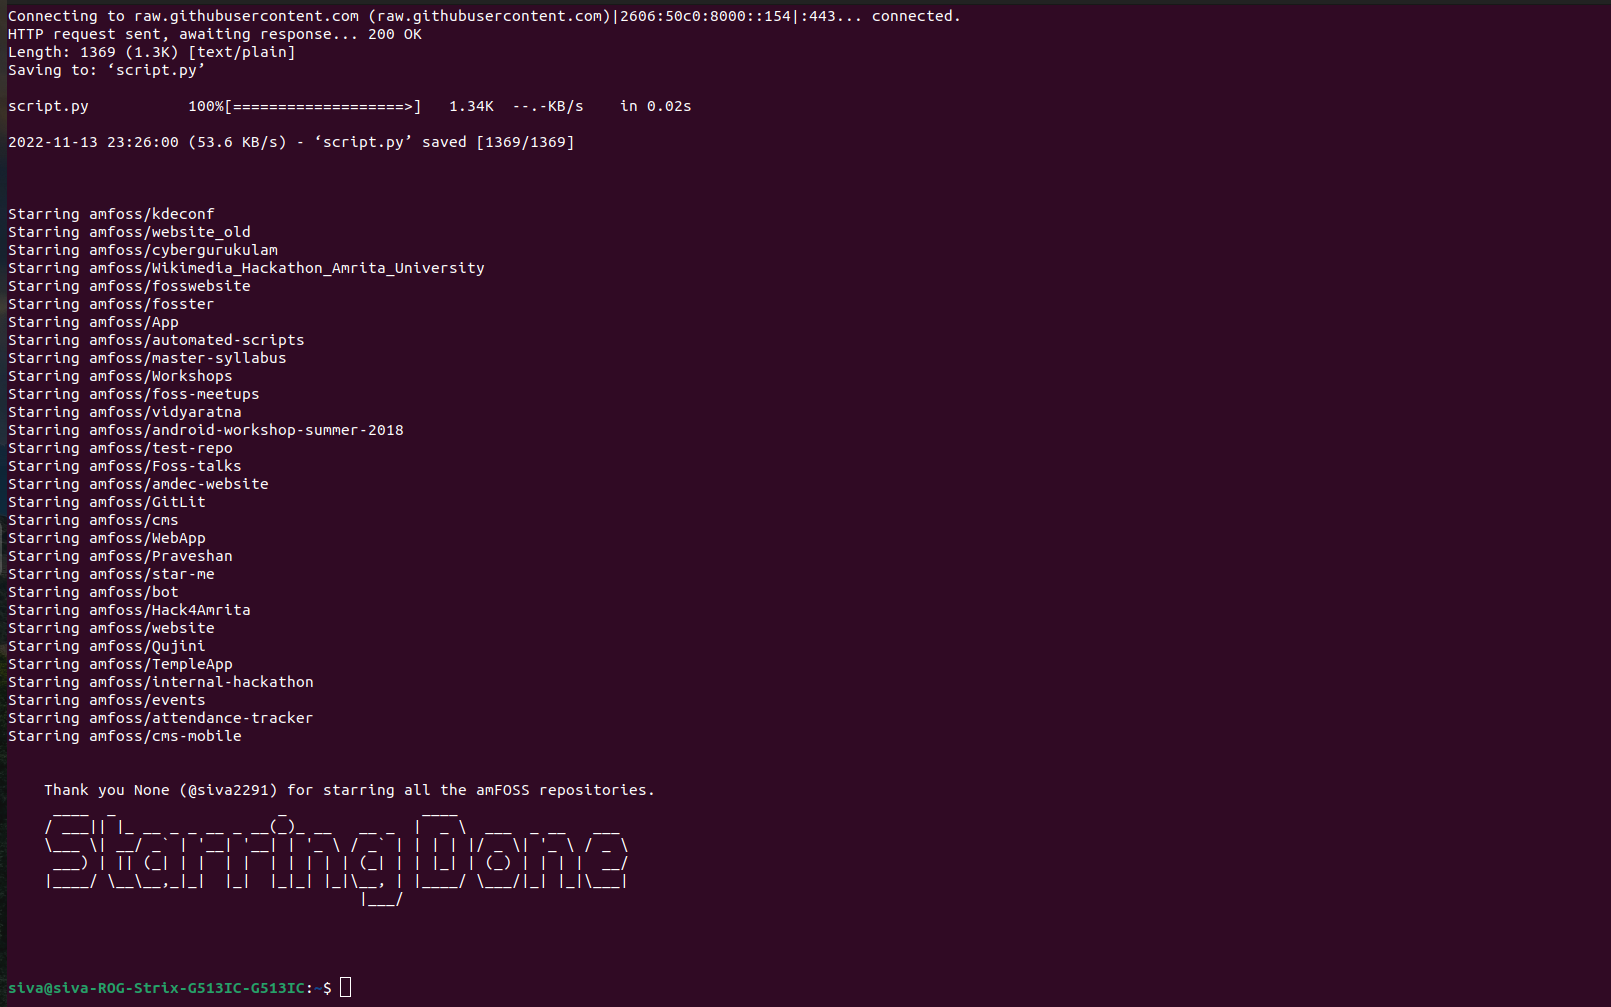 Connecting to raw.githubusercontent.com (raw.githubusercontent.com)|2606:50c0:8000::154|:443... connected.
HTTP request sent, awaiting response... 200 OK
Length: 1369 (1.3K) [text/plain]
Saving to: ‘script.py’
script.py           100%[===================>]   1.34K  --.-KB/s    in 0.02s
2022-11-13 23:26:00 (53.6 KB/s) - ‘script.py’ saved [1369/1369]
Starring amfoss/kdeconf
Starring amfoss/website_old
Starring amfoss/cybergurukulam
Starring amfoss/Wikimedia_Hackathon_Amrita_University
Starring amfoss/fosswebsite
Starring amfoss/fosster
Starring amfoss/App
Starring amfoss/automated-scripts
Starring amfoss/master-syllabus
Starring amfoss/Workshops
Starring amfoss/foss-meetups
Starring amfoss/vidyaratna
Starring amfoss/android-workshop-summer-2018
Starring amfoss/test-repo
Starring amfoss/Foss-talks
Starring amfoss/amdec-website
Starring amfoss/GitLit
Starring amfoss/cms
Starring amfoss/WebApp
Starring amfoss/Praveshan
Starring amfoss/star-me
Starring amfoss/bot
Starring amfoss/Hack4Amrita
Starring amfoss/website
Starring amfoss/Qujini
Starring amfoss/TempleApp
Starring amfoss/internal-hackathon
Starring amfoss/events
Starring amfoss/attendance-tracker
Starring amfoss/cms-mobile
Thank you None (@siva2291) for starring all the amFOSS repositories.
Starring Done
siva@siva-ROG-Strix-G513IC-G513IC:~$